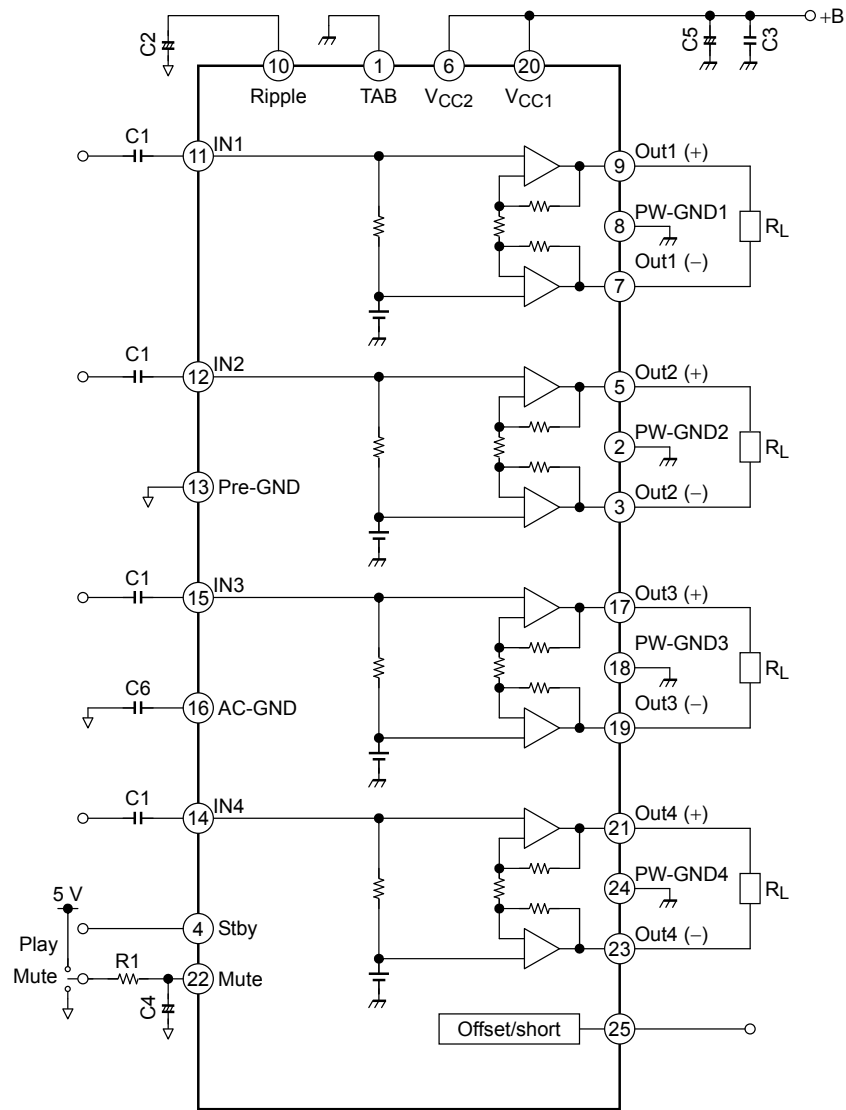 C2
C5
C3
+B
10
1
6
20
Ripple
TAB
VCC2
VCC1
C1
11
IN1
9
Out1 (+)
8
PW-GND1
RL
7
Out1 (−)
C1
12
IN2
5
Out2 (+)
2
PW-GND2
RL
13
Pre-GND
3
Out2 (−)
C1
15
IN3
17
Out3 (+)
18
PW-GND3
RL
C6
16
AC-GND
19
Out3 (−)
C1
14
IN4
21
Out4 (+)
24
PW-GND4
RL
5 V
4
Stby
23
Out4 (−)
Play
Mute
R1
22
Mute
C4
Offset/short
25